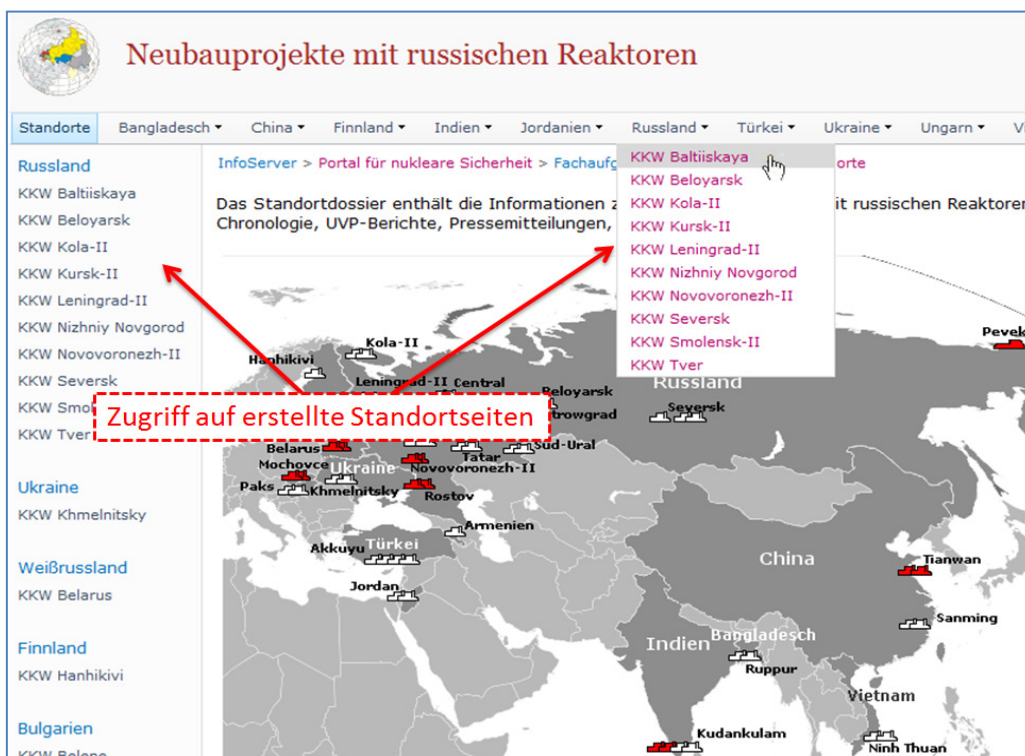 Neubauprojekte mit russischen Reaktoren
Standorte Bangladesch China Finnland Indien Jordanien Russland Türkei Ukraine Ungarn
Russland
KKW Baltiiskaya
KKW Beloyarsk
KKW Kola-II
KKW Kursk-II
KKW Leningrad-II
KKW Nizhniy Novgorod
KKW Novovoronezh-II
KKW Seversk
KKW Smol
KKW Tver
Ukraine
KKW Khmelnitsky
Weißrussland
KKW Belarus
Finnland
KKW Hanhikivi
Bulgarien
KKW Belene
InfoServer > Portal für nukleare Sicherheit > Fachaufg
orte
Das Standortdossier enthält die Informationen z
it russischen Reaktoren
Chronologie, UVP-Berichte, Pressemitteilungen,
KKW Baltiiskaya
KKW Beloyarsk
KKW Kola-II
KKW Kursk-II
KKW Leningrad-II
KKW Nizhniy Novgorod
KKW Novovoronezh-II
KKW Seversk
KKW Smolensk-II
KKW Tver
Zugriff auf erstellte Standortseiten
Pevek
Kola-II
Hanhikivi
Leningrad-II Central
Beloyarsk
Russland
trowgrad
Seversk
Belarus
Tatar
Süd-Ural
Mochovce
Ukraine
Novovoronezh-II
Paks
Khmelnitsky
Rostov
Armenien
Akkuyu
Türkei
China
Tianwan
Jordan
Sanming
Indien
Bangladesch
Ruppur
Vietnam
Kudankulam
Ninh Thuan